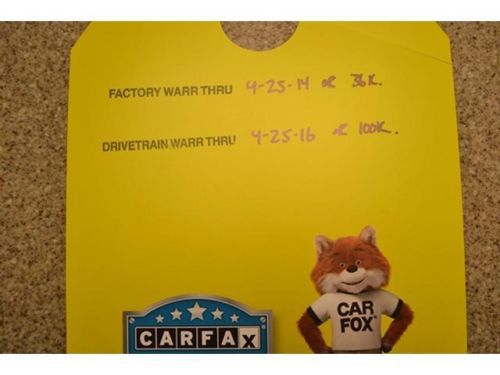 FACTORY WARR THRU 4-25-14 OR 36K.
DRIVETRAIN WARR THRU 4-25-16 OR 100K.
CAR
FOX
CARFAX